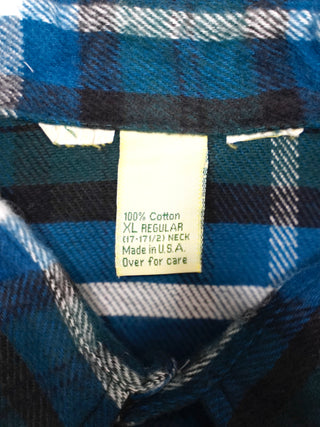 100% Cotton
XL REGULAR
(17-17 1/2) NECK
Made in U.S.A.
Over for care